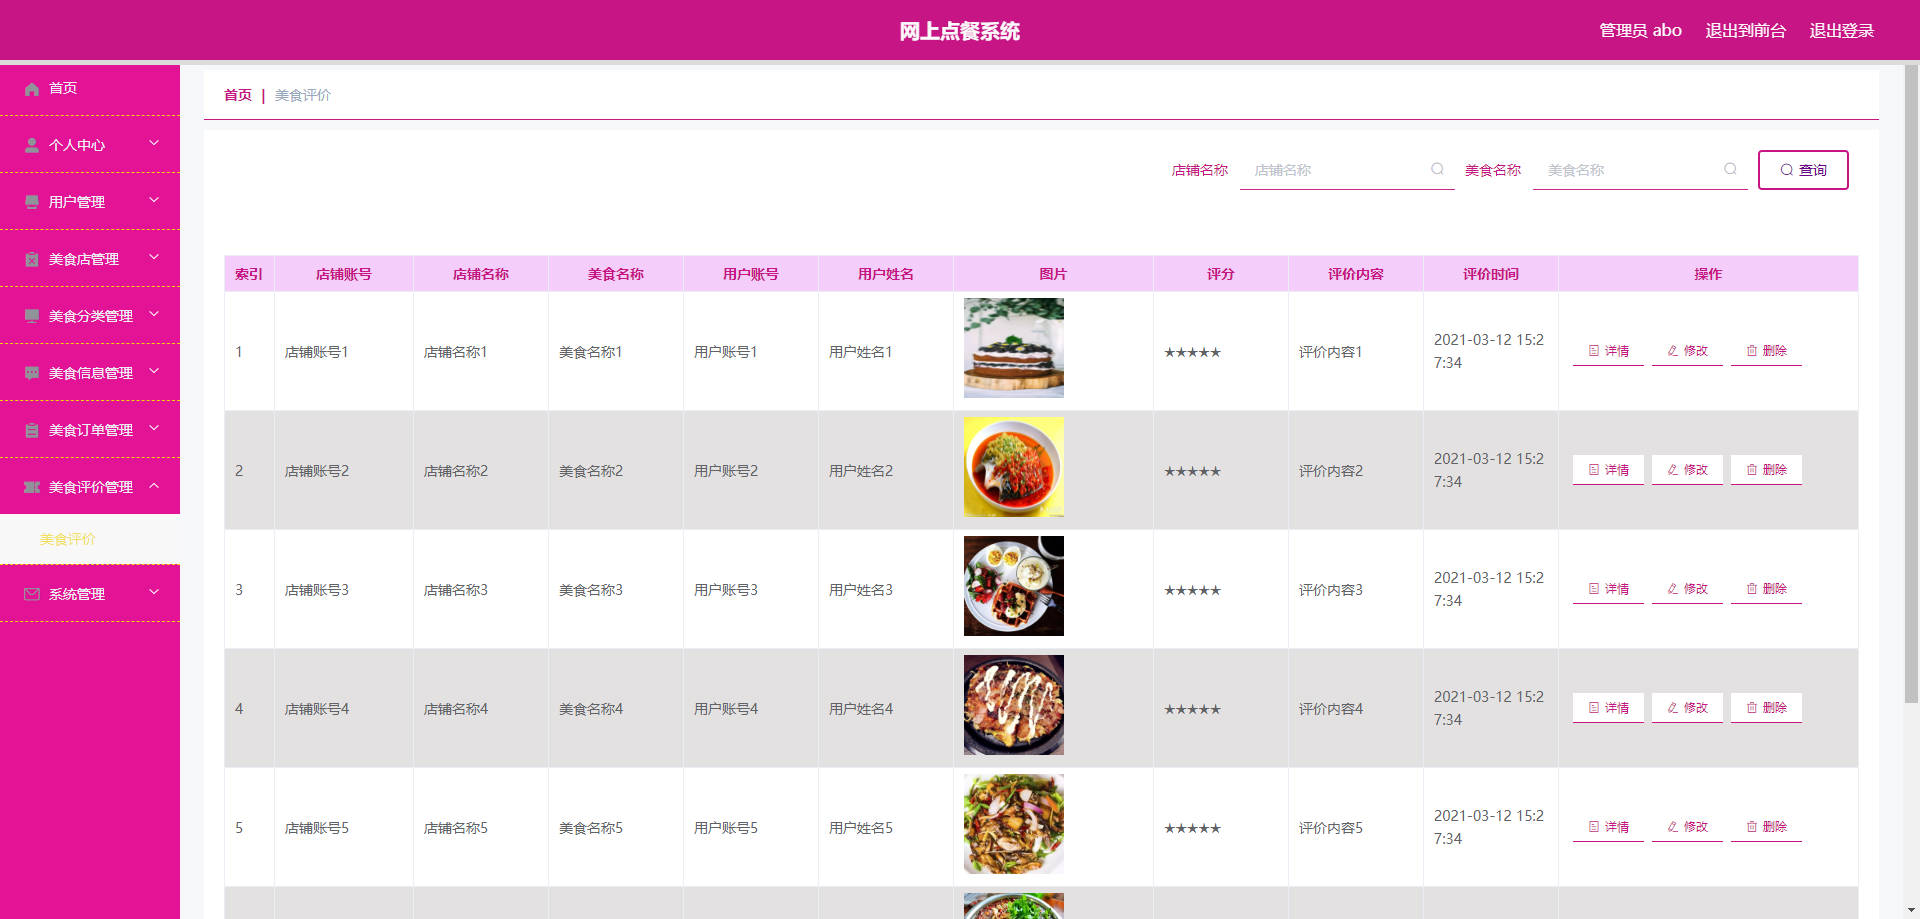 网上点餐系统
管理员 abo 退出到前台 退出登录
首页
个人中心
用户管理
美食店管理
美食分类管理
美食信息管理
美食订单管理
美食评价管理
美食评价
系统管理
首页 | 美食评价
店铺名称 店铺名称 美食名称 美食名称 查询
索引 店铺账号 店铺名称 美食名称 用户账号 用户姓名 图片 评分 评价内容 评价时间 操作
1 店铺账号1 店铺名称1 美食名称1 用户账号1 用户姓名1 ★★★★★ 评价内容1 2021-03-12 15:2
7:34 详情 修改 删除
2 店铺账号2 店铺名称2 美食名称2 用户账号2 用户姓名2 ★★★★★ 评价内容2 2021-03-12 15:2
7:34 详情 修改 删除
3 店铺账号3 店铺名称3 美食名称3 用户账号3 用户姓名3 ★★★★★ 评价内容3 2021-03-12 15:2
7:34 详情 修改 删除
4 店铺账号4 店铺名称4 美食名称4 用户账号4 用户姓名4 ★★★★★ 评价内容4 2021-03-12 15:2
7:34 详情 修改 删除
5 店铺账号5 店铺名称5 美食名称5 用户账号5 用户姓名5 ★★★★★ 评价内容5 2021-03-12 15:2
7:34 详情 修改 删除